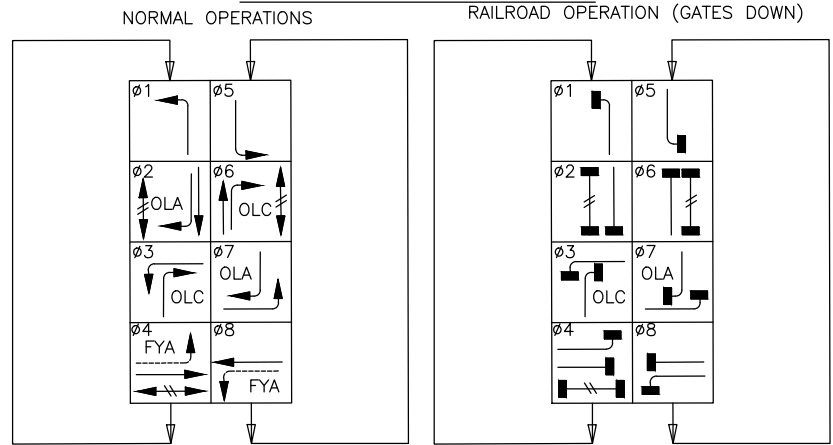 NORMAL OPERATIONS
ø1 ø5
ø2 OLA ø6 OLC
ø3 OLC ø7 OLA
ø4 FYA ø8 FYA
RAILROAD OPERATION (GATES DOWN)
ø1 ø5
ø2 ø6
ø3 OLC ø7 OLA
ø4 ø8